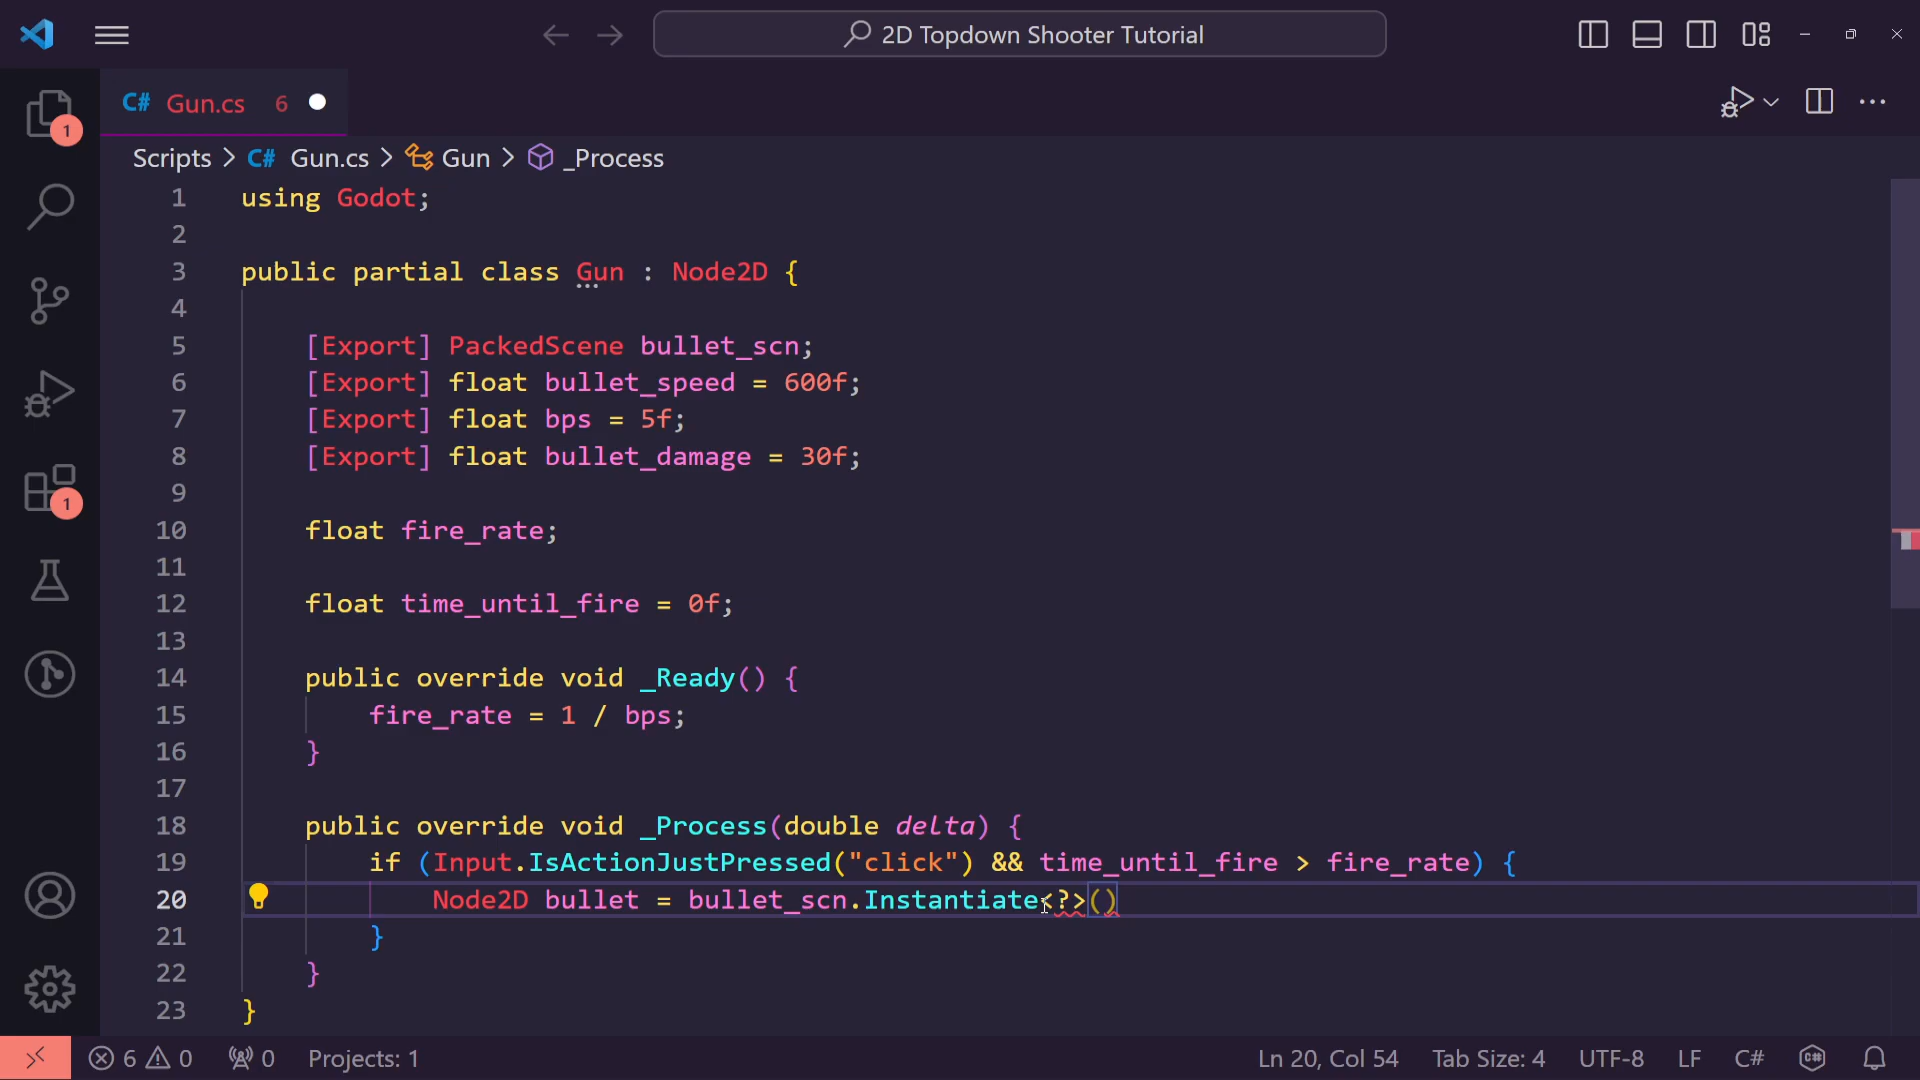 2D Topdown Shooter Tutorial
C# Gun.cs 6
1
Scripts > C# Gun.cs > Gun > _Process
1 using Godot;
2
3 public partial class Gun : Node2D {
4
5 [Export] PackedScene bullet_scn;
6 [Export] float bullet_speed = 600f;
7 [Export] float bps = 5f;
8 [Export] float bullet_damage = 30f;
9
1
10 float fire_rate;
11
12 float time_until_fire = 0f;
13
14 public override void _Ready() {
15 fire_rate = 1 / bps;
16 }
17
18 public override void _Process(double delta) {
19 if (Input.IsActionJustPressed("click") && time_until_fire > fire_rate) {
20 Node2D bullet = bullet_scn.Instantiate<?>()
21 }
22 }
23 }
6 0 0 Projects: 1 Ln 20, Col 54 Tab Size: 4 UTF-8 LF C#